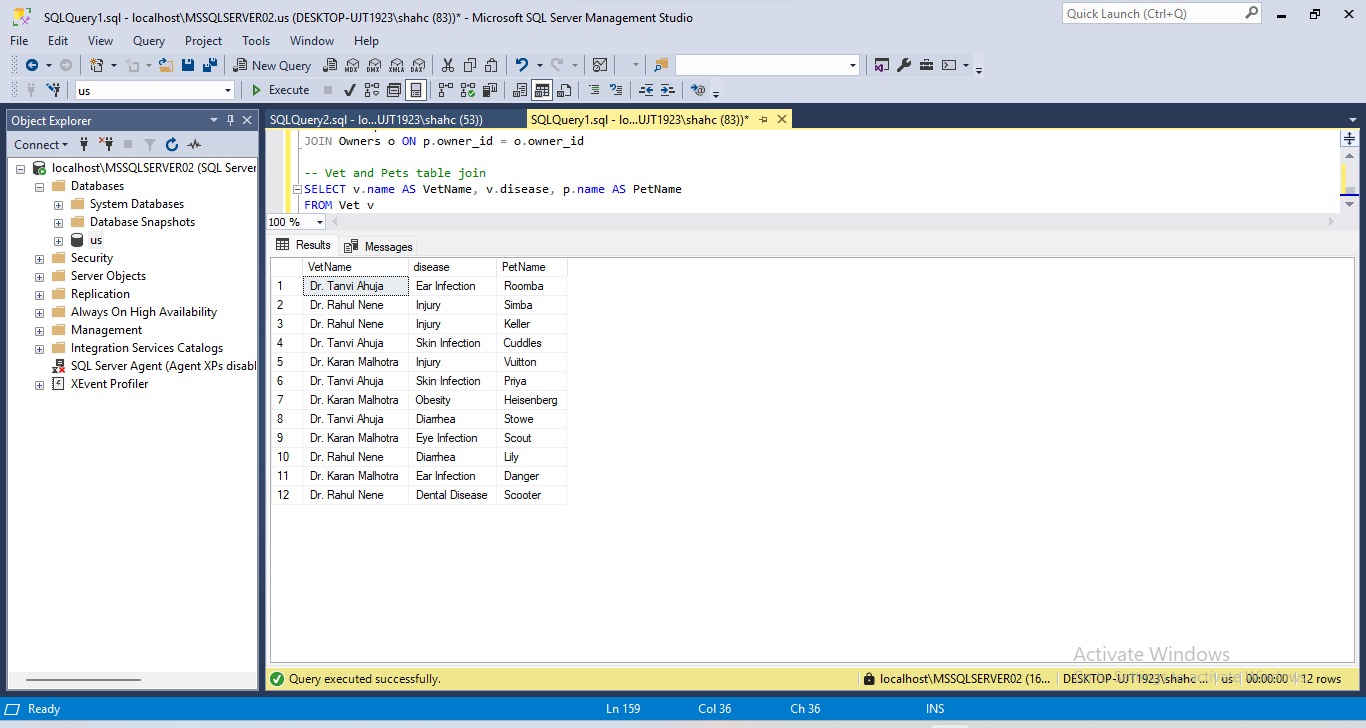 SQLQuery1.sql - localhost\MSSQLSERVER02.us (DESKTOP-UJT1923\shahc (83))* - Microsoft SQL Server Management Studio
Quick Launch (Ctrl+Q)
File Edit View Query Project Tools Window Help
New Query MDX DMX XMLA DAX
us Execute
Object Explorer
Connect
localhost\MSSQLSERVER02 (SQL Server
Databases
System Databases
Database Snapshots
us
Security
Server Objects
Replication
Always On High Availability
Management
Integration Services Catalogs
SQL Server Agent (Agent XPs disabl
XEvent Profiler
SQLQuery2.sql - lo...UJT1923\shahc (53)) SQLQuery1.sql - lo...UJT1923\shahc (83))*
JOIN Owners o ON p.owner_id = o.owner_id
-- Vet and Pets table join
SELECT v.name AS VetName, v.disease, p.name AS PetName
FROM Vet v
100 %
Results Messages
VetName disease PetName
1 Dr. Tanvi Ahuja Ear Infection Roomba
2 Dr. Rahul Nene Injury Simba
3 Dr. Rahul Nene Injury Keller
4 Dr. Tanvi Ahuja Skin Infection Cuddles
5 Dr. Karan Malhotra Injury Vuitton
6 Dr. Tanvi Ahuja Skin Infection Priya
7 Dr. Karan Malhotra Obesity Heisenberg
8 Dr. Tanvi Ahuja Diarrhea Stowe
9 Dr. Karan Malhotra Eye Infection Scout
10 Dr. Rahul Nene Diarrhea Lily
11 Dr. Karan Malhotra Ear Infection Danger
12 Dr. Rahul Nene Dental Disease Scooter
Activate Windows
Query executed successfully. localhost\MSSQLSERVER02 (16... DESKTOP-UJT1923\shahc ... us 00:00:00 12 rows
Ready Ln 159 Col 36 Ch 36 INS